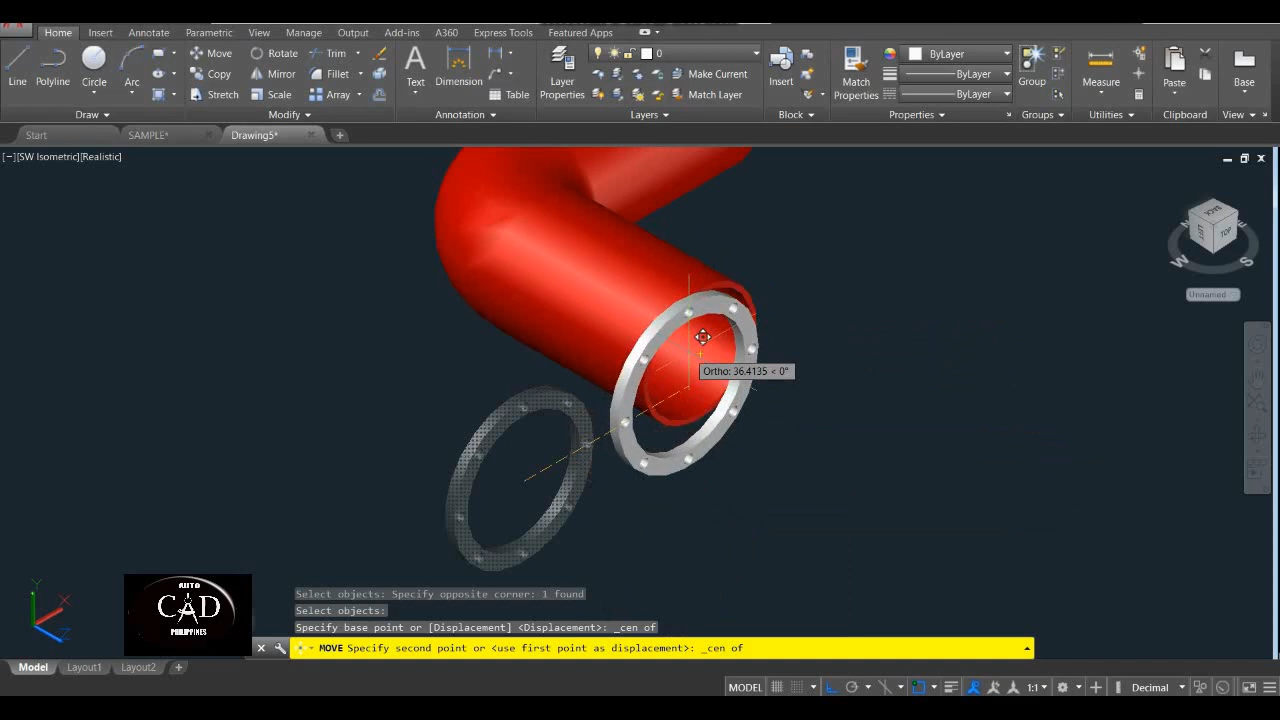 Home Insert Annotate Parametric View Manage Output Add-ins A360 Express Tools Featured Apps
Line Polyline Circle Arc
Move Rotate Trim
Copy Mirror Fillet
Stretch Scale Array
Text Dimension
Table
Layer Properties
0
Make Current
Match Layer
Insert
Match Properties
ByLayer
ByLayer
ByLayer
Group
Measure
Paste
Base
Draw Modify Annotation Layers Block Properties Groups Utilities Clipboard View
Start SAMPLE* Drawing5* +
[−][SW Isometric][Realistic]
BACK
LEFT TOP
W S
Unnamed
Ortho: 36.4135 < 0°
Y X Z
AUTO
CAD
PHILIPPINES
Select objects: Specify opposite corner: 1 found
Select objects:
Specify base point or [Displacement] <Displacement>: _cen of
MOVE Specify second point or <use first point as displacement>: _cen of
Model Layout1 Layout2 +
MODEL 1:1 Decimal